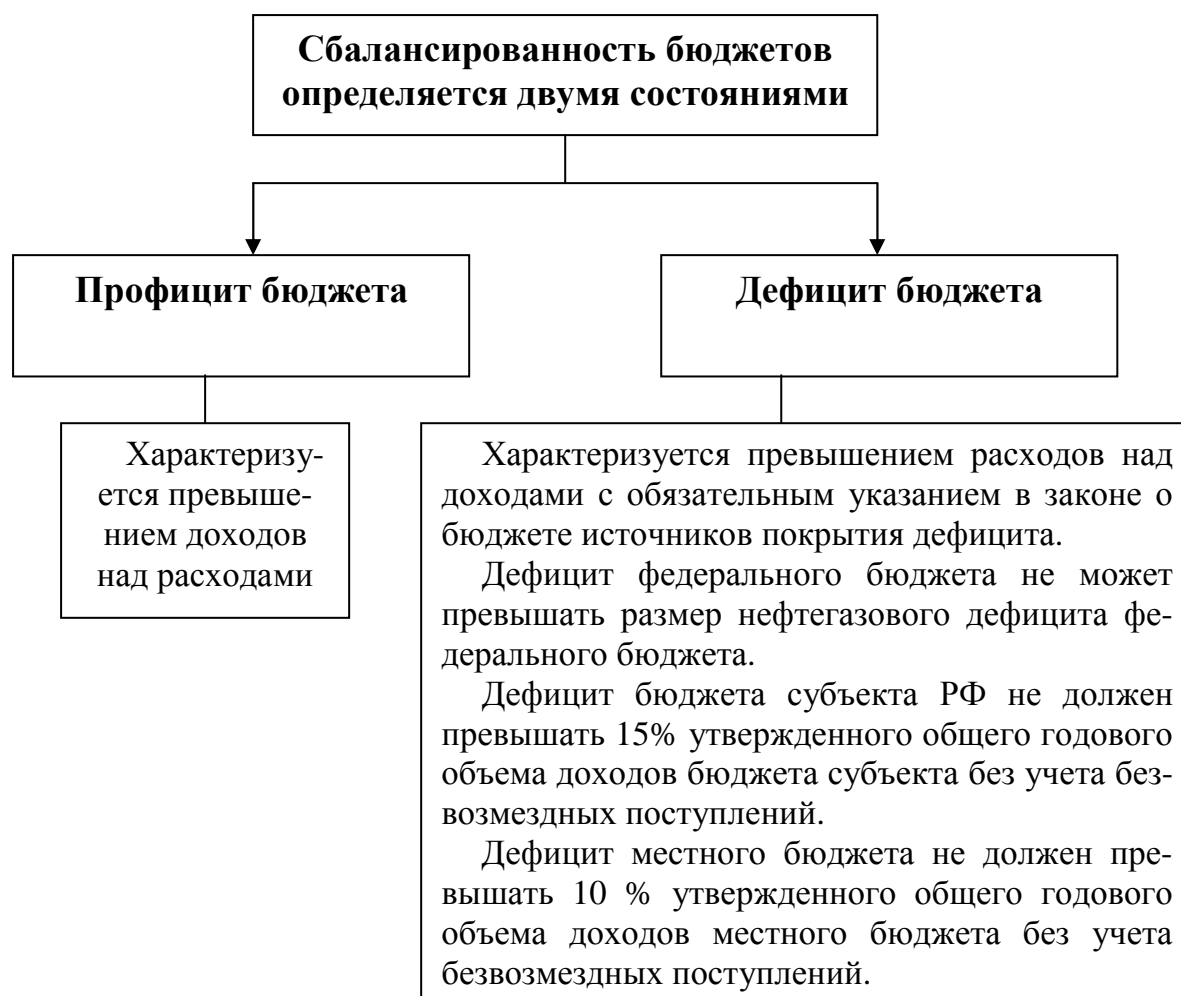 Сбалансированность бюджетов
определяется двумя состояниями
Профицит бюджета
Дефицит бюджета
Характеризу-
ется превыше-
нием доходов
над расходами
Характеризуется превышением расходов над
доходами с обязательным указанием в законе о
бюджете источников покрытия дефицита.
Дефицит федерального бюджета не может
превышать размер нефтегазового дефицита фе-
дерального бюджета.
Дефицит бюджета субъекта РФ не должен
превышать 15% утвержденного общего годового
объема доходов бюджета субъекта без учета без-
возмездных поступлений.
Дефицит местного бюджета не должен пре-
вышать 10 % утвержденного общего годового
объема доходов местного бюджета без учета
безвозмездных поступлений.